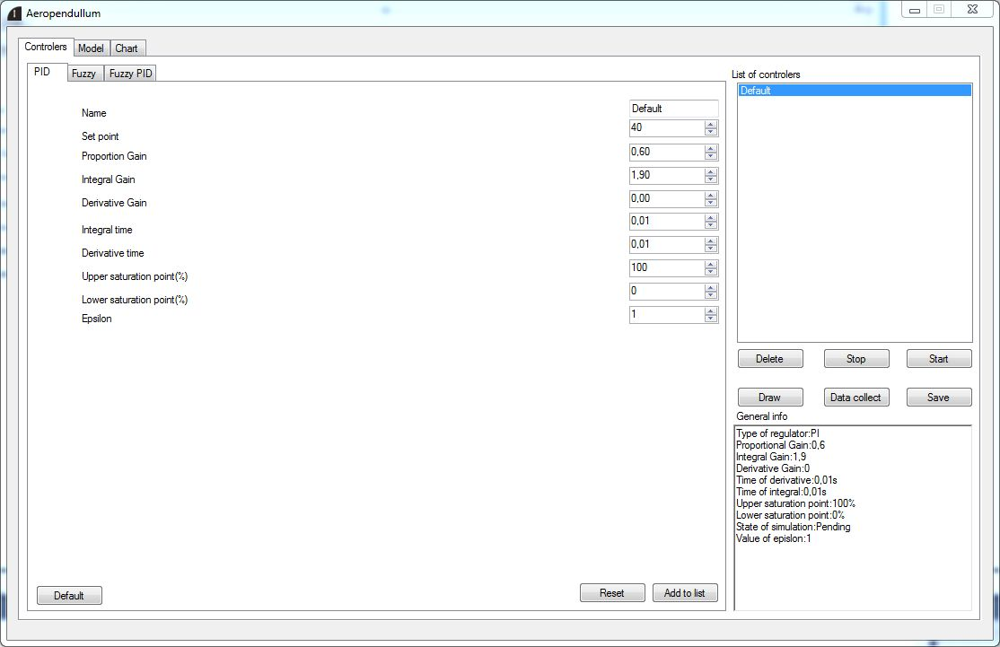 Aeropendullum
Controlers Model Chart
PID Fuzzy Fuzzy PID
Name Default
Set point 40
Proportion Gain 0,60
Integral Gain 1,90
Derivative Gain 0,00
Integral time 0,01
Derivative time 0,01
Upper saturation point(%) 100
Lower saturation point(%) 0
Epsilon 1
Default Reset Add to list
List of controlers
Default
Delete Stop Start
Draw Data collect Save
General info
Type of regulator:PI
Proportional Gain:0,6
Integral Gain:1,9
Derivative Gain:0
Time of derivative:0,01s
Time of integral:0,01s
Upper saturation point:100%
Lower saturation point:0%
State of simulation:Pending
Value of epislon:1